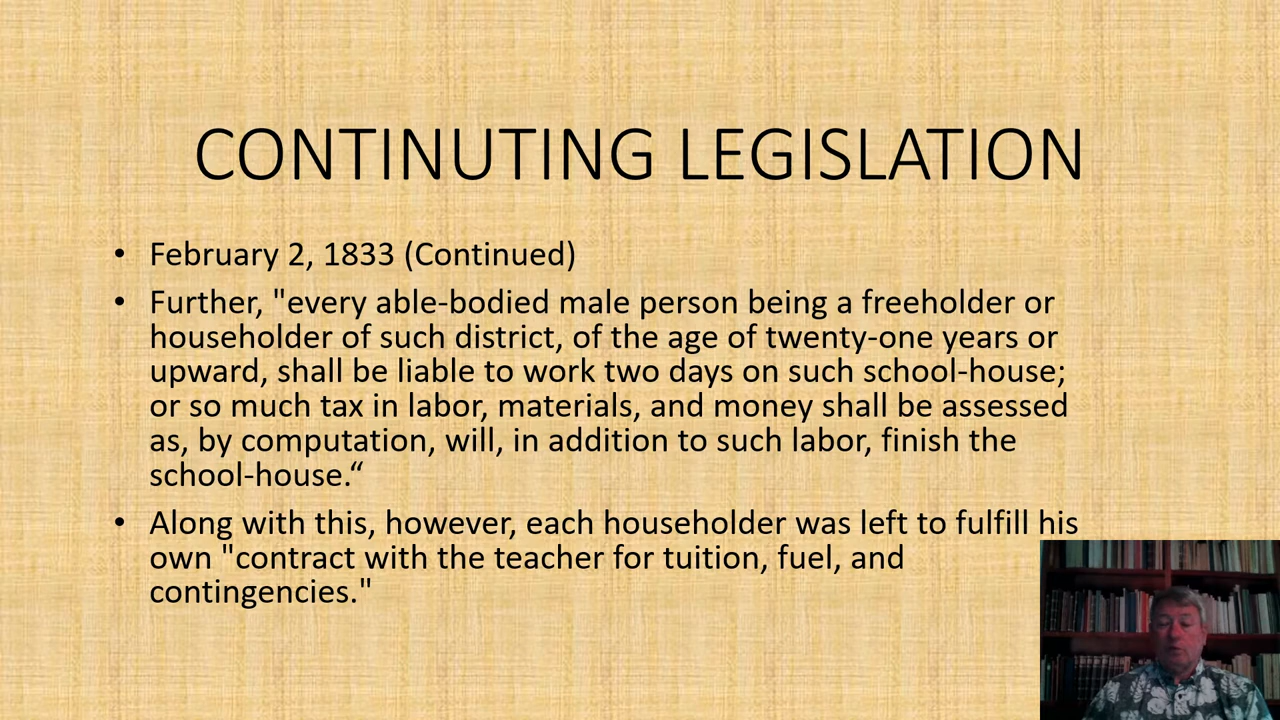 CONTINUTING LEGISLATION
• February 2, 1833 (Continued)
• Further, "every able-bodied male person being a freeholder or
householder of such district, of the age of twenty-one years or
upward, shall be liable to work two days on such school-house;
or so much tax in labor, materials, and money shall be assessed
as, by computation, will, in addition to such labor, finish the
school-house.“
• Along with this, however, each householder was left to fulfill his
own "contract with the teacher for tuition, fuel, and
contingencies."